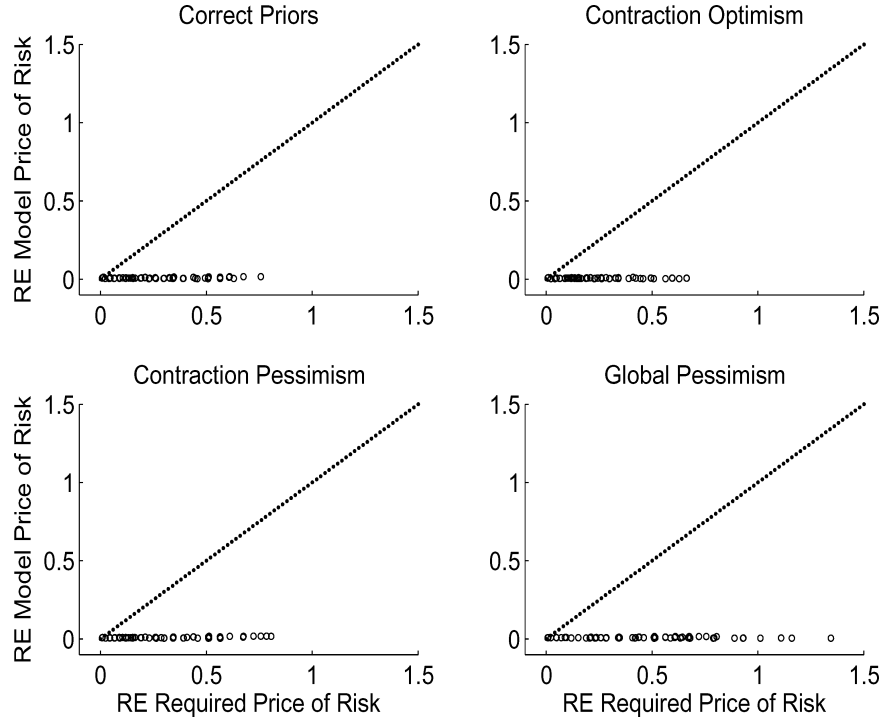 Correct Priors
RE Model Price of Risk
1.5
1
0.5
0
0 0.5 1 1.5
Contraction Optimism
1.5
1
0.5
0
0 0.5 1 1.5
Contraction Pessimism
RE Model Price of Risk
1.5
1
0.5
0
0 0.5 1 1.5
RE Required Price of Risk
Global Pessimism
1.5
1
0.5
0
0 0.5 1 1.5
RE Required Price of Risk